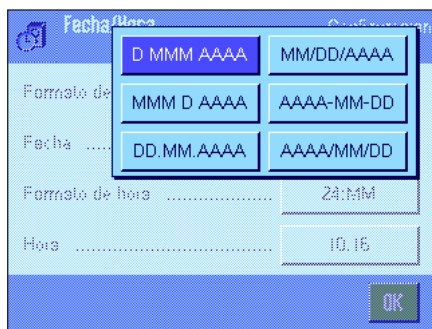 Fecha/Hora
D MMM AAAA MM/DD/AAAA
Formato de
MMM D AAAA AAAA-MM-DD
Fecha ....
DD.MM.AAAA AAAA/MM/DD
Formato de hora .................... 24:MM
Hora ..................................... 10:16
OK